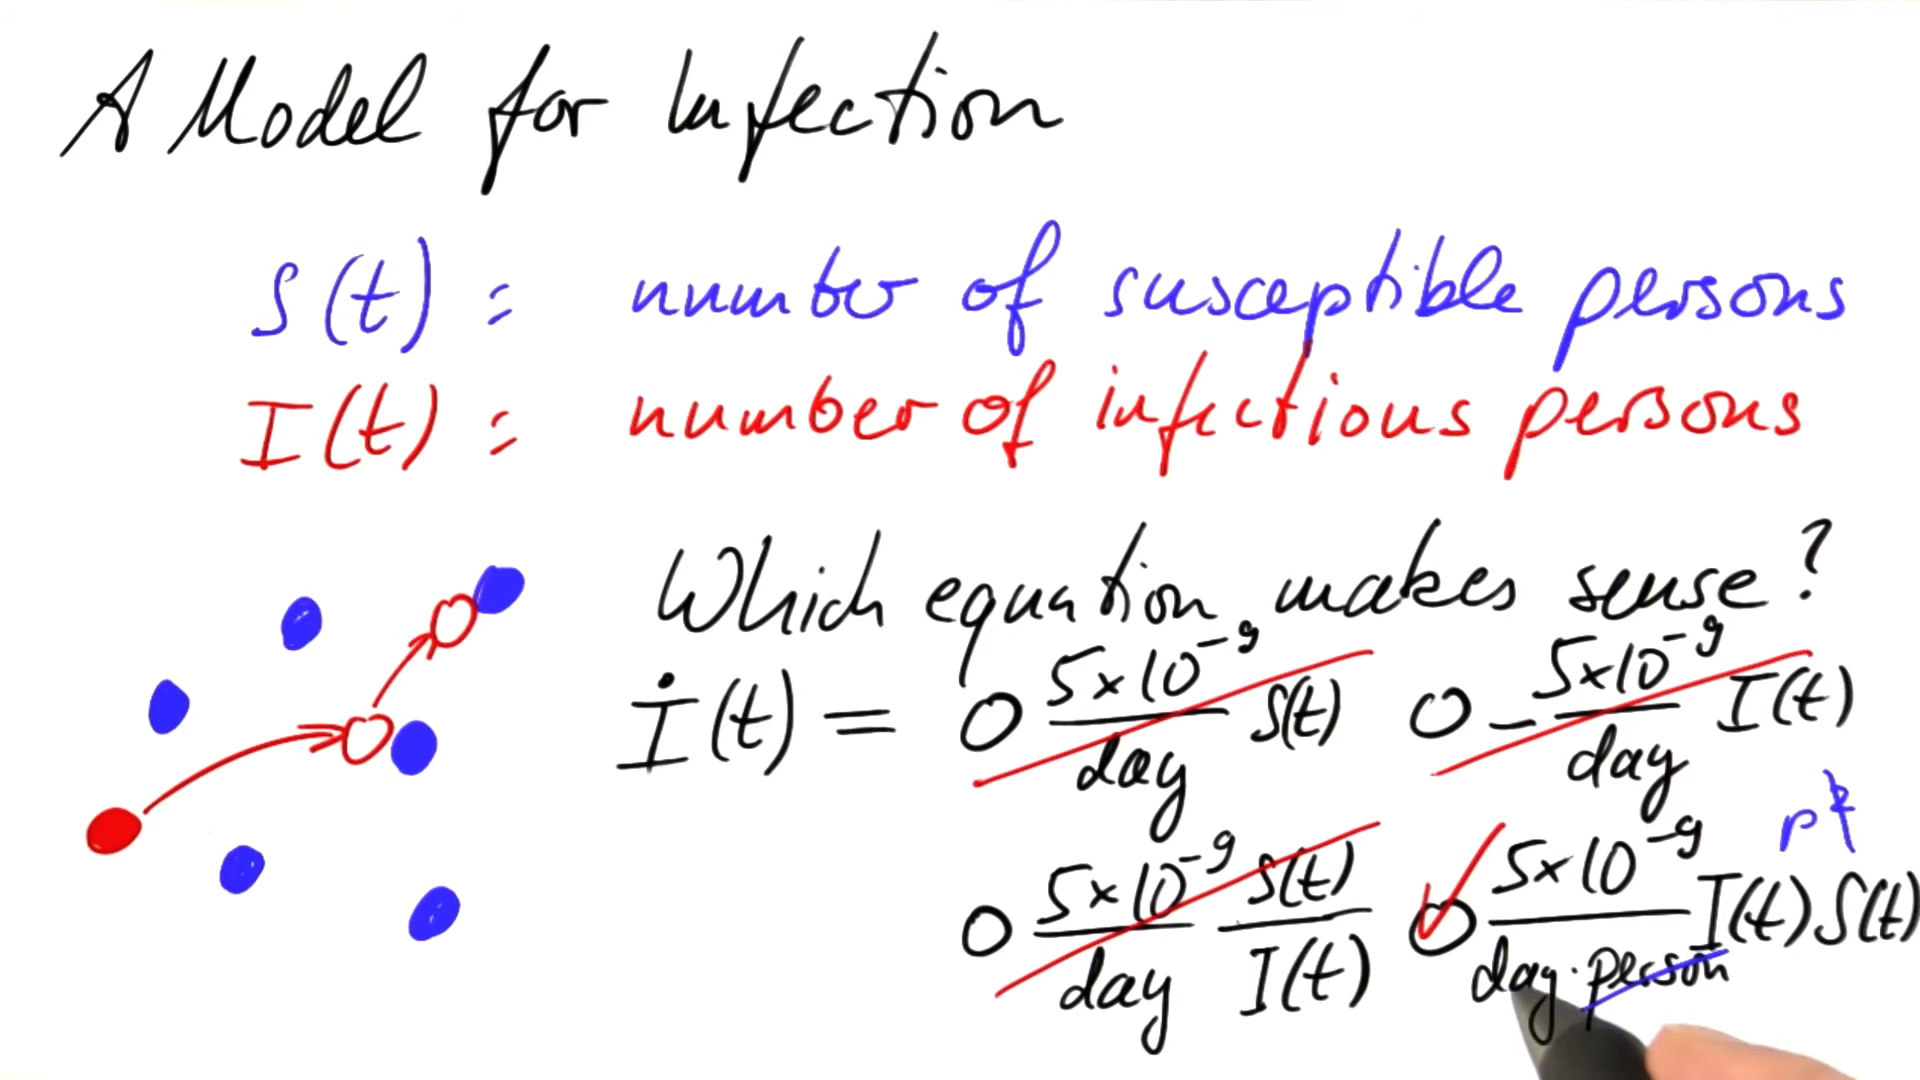 A Model for Infection
S(t) = number of susceptible persons
I(t) = number of infectious persons
Which equation makes sense?
İ(t) = O 5×10⁻⁹/day S(t) O −5×10⁻⁹/day I(t)
O 5×10⁻⁹/day S(t)/I(t) O 5×10⁻⁹/day·person I(t) S(t)